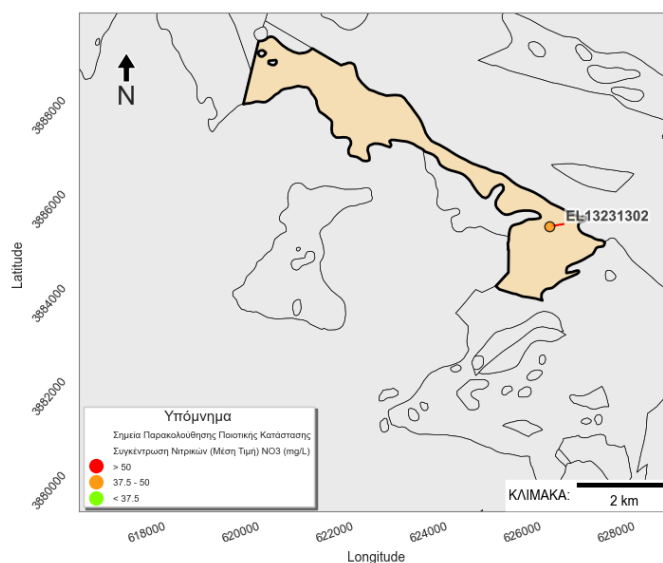 3888000
N
3886000
EL13231302
Latitude
3884000
3882000
Υπόμνημα
Σημεία Παρακολούθησης Ποιοτικής Κατάστασης
Συγκέντρωση Νιτρικών (Μέση Τιμή) NO3 (mg/L)
> 50
37.5 - 50
< 37.5
3880000
ΚΛΙΜΑΚΑ:
2 km
618000
620000
622000
624000
626000
628000
Longitude